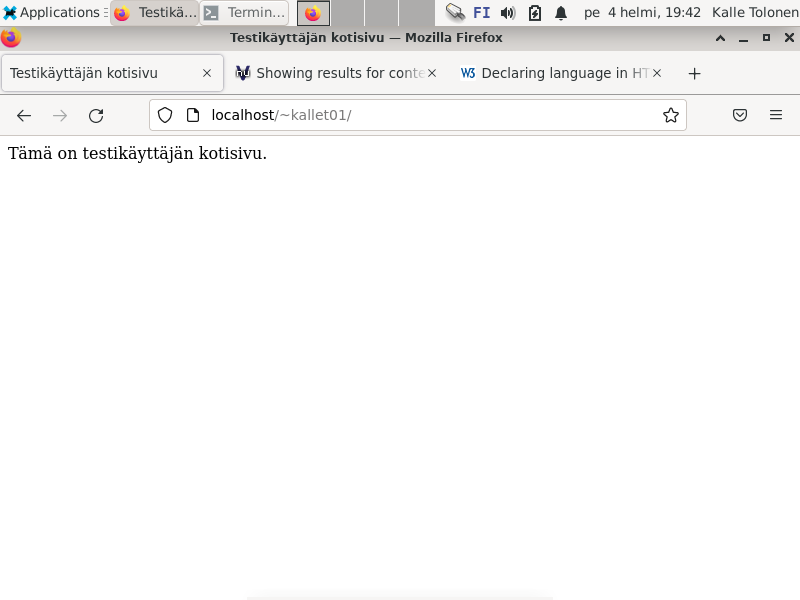 Applications Testikä... Termin... FI pe 4 helmi, 19:42 Kalle Tolonen
Testikäyttäjän kotisivu — Mozilla Firefox
Testikäyttäjän kotisivu Showing results for conte W3 Declaring language in HT
localhost/~kallet01/
Tämä on testikäyttäjän kotisivu.